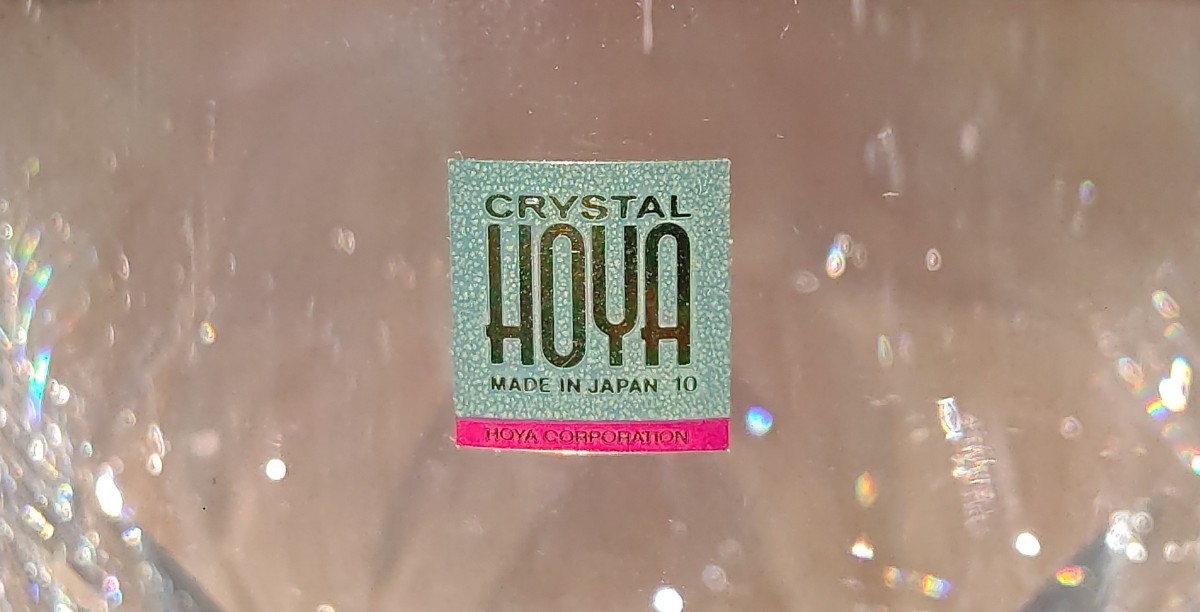 CRYSTAL
HOYA
MADE IN JAPAN 10
HOYA CORPORATION